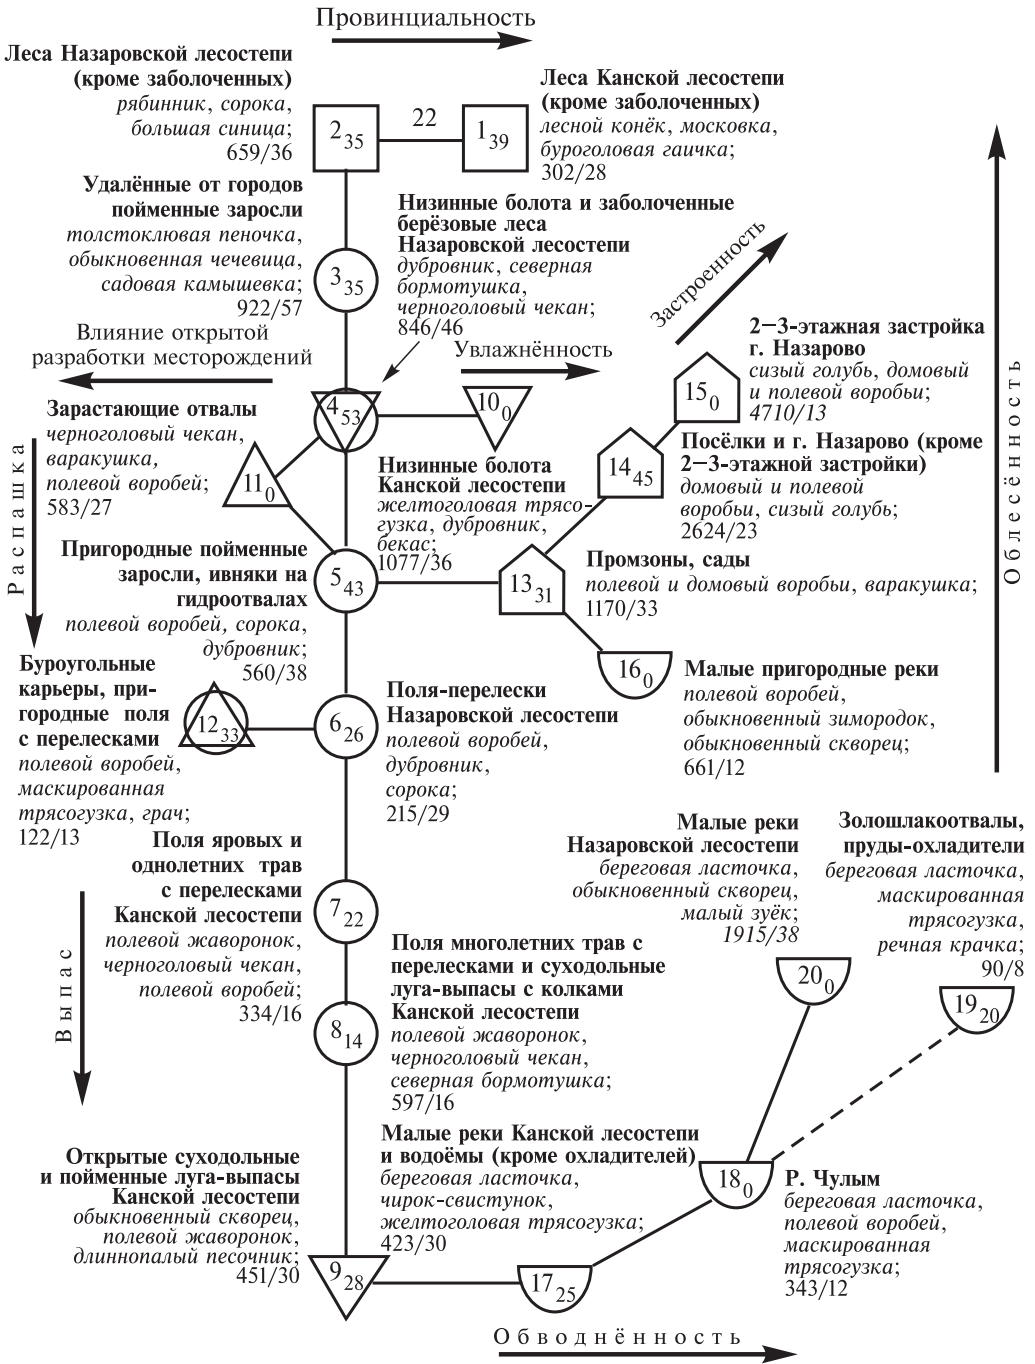 Провинциальность
Леса Назаровской лесостепи
(кроме заболоченных)
рябинник, сорока,
большая синица;
659/36
2 35
22
1 39
Леса Канской лесостепи
(кроме заболоченных)
лесной конёк, московка,
буроголовая гаичка;
302/28
Удалённые от городов
пойменные заросли
толстоклювая пеночка,
обыкновенная чечевица,
садовая камышевка;
922/57
3 35
Низинные болота и заболоченные
берёзовые леса
Назаровской лесостепи
дубровник, северная
бормотушка,
черноголовый чекан;
846/46
Застроенность
Облесённость
Влияние открытой
разработки месторождений
Увлажнённость
2–3-этажная застройка
г. Назарово
сизый голубь, домовый
и полевой воробьи;
4710/13
15 0
4 53
10 0
Зарастающие отвалы
черноголовый чекан,
варакушка,
полевой воробей;
583/27
11 0
Распашка
Низинные болота
Канской лесостепи
желтоголовая трясо-
гузка, дубровник,
бекас;
1077/36
14 45
Посёлки и г. Назарово (кроме
2–3-этажной застройки)
домовый и полевой
воробьи, сизый голубь;
2624/23
Пригородные пойменные
заросли, ивняки на
гидроотвалах
полевой воробей, сорока,
дубровник;
560/38
5 43
13 31
Промзоны, сады
полевой и домовый воробьи, варакушка;
1170/33
Буроугольные
карьеры, при-
городные поля
с перелесками
полевой воробей,
маскированная
трясогузка, грач;
122/13
12 33
6 26
Поля-перелески
Назаровской лесостепи
полевой воробей,
дубровник,
сорока;
215/29
16 0
Малые пригородные реки
полевой воробей,
обыкновенный зимородок,
обыкновенный скворец;
661/12
Поля яровых и
однолетних трав
с перелесками
Канской лесостепи
полевой жаворонок,
черноголовый чекан,
полевой воробей;
334/16
7 22
Выпас
Малые реки
Назаровской лесостепи
береговая ласточка,
обыкновенный скворец,
малый зуёк;
1915/38
20 0
Золошлакоотвалы,
пруды-охладители
береговая ласточка,
маскированная
трясогузка,
речная крачка;
90/8
19 20
8 14
Поля многолетних трав с
перелесками и суходольные
луга-выпасы с колками
Канской лесостепи
полевой жаворонок,
черноголовый чекан,
северная бормотушка;
597/16
Открытые суходольные
и пойменные луга-выпасы
Канской лесостепи
обыкновенный скворец,
полевой жаворонок,
длиннопалый песочник;
451/30
9 28
Малые реки Канской лесостепи
и водоёмы (кроме охладителей)
береговая ласточка,
чирок-свистунок,
желтоголовая трясогузка;
423/30
17 25
18 0
Р. Чулым
береговая ласточка,
полевой воробей,
маскированная
трясогузка;
343/12
Обводнённость